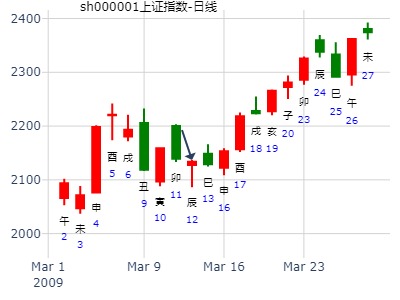 sh000001上证指数-日线
2400
2300
2200
2100
2000
午
2
未
3
申
4
酉
5
戌
6
丑
9
寅
10
卯
11
辰
12
巳
13
申
16
酉
17
戌
18
亥
19
子
20
卯
23
辰
24
巳
25
午
26
未
27
Mar 1
2009
Mar 9
Mar 16
Mar 23